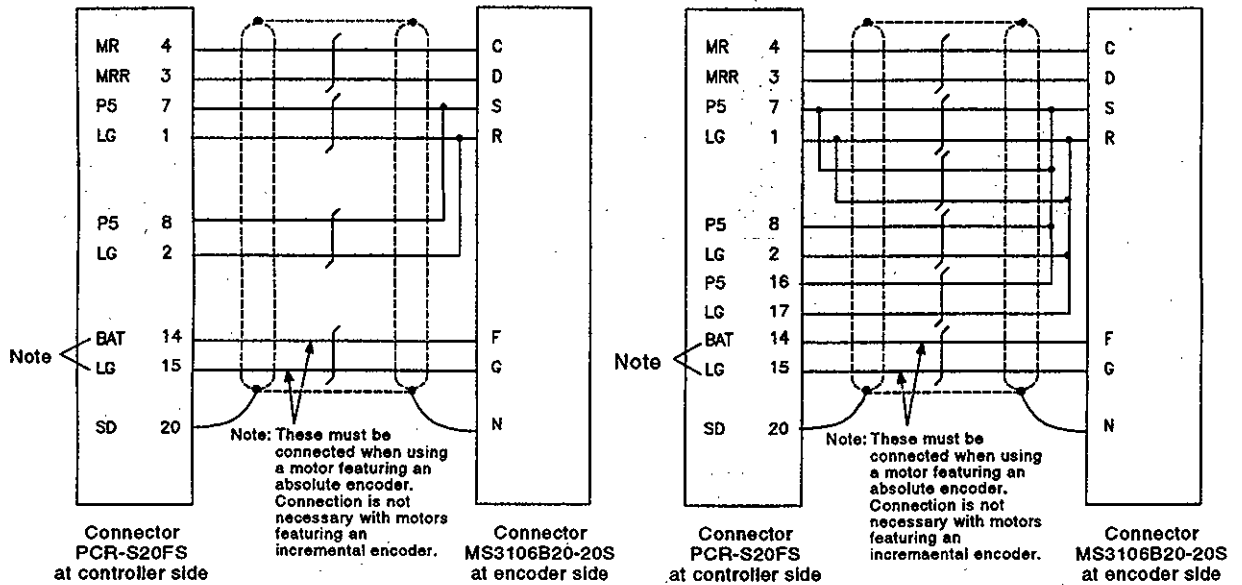 MR 4 C
MRR 3 D
P5 7 S
LG 1 R
P5 8
LG 2
Note
BAT 14 F
LG 15 G
SD 20 N
Note: These must be
connected when using
a motor featuring an
absolute encoder.
Connection is not
necessary with motors
featuring an
incremental encoder.
Connector
PCR-S20FS
at controller side
Connector
MS3106B20-20S
at encoder side
MR 4 C
MRR 3 D
P5 7 S
LG 1 R
P5 8
LG 2
P5 16
LG 17
Note
BAT 14 F
LG 15 G
SD 20 N
Note: These must be
connected when using
a motor featuring an
absolute encoder.
Connection is not
necessary with motors
featuring an
incremaental encoder.
Connector
PCR-S20FS
at controller side
Connector
MS3106B20-20S
at encoder side